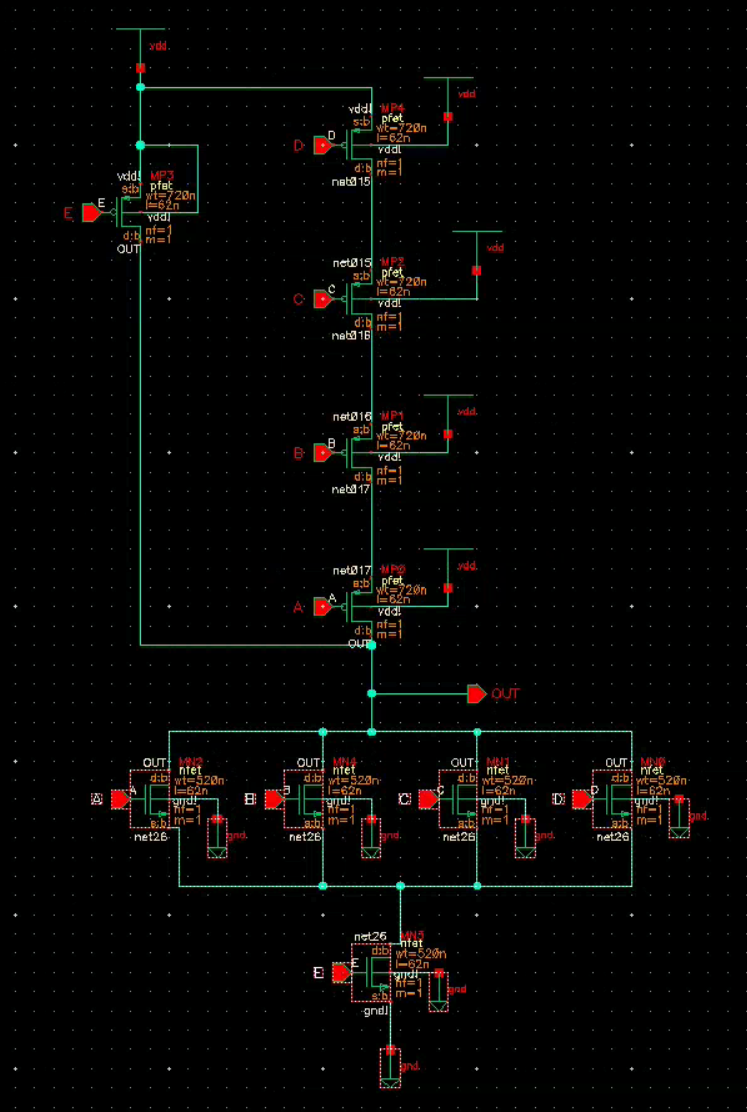 vdd.
vdd!
MP4
pfet
s:b
wt=720n
l=62n
D
D
vdd!
d:b
nf=1
m=1
net015
vdd.
vdd!
MP3
pfet
s:b
wt=720n
l=62n
E
E
vdd!
d:b
nf=1
m=1
OUT
vdd
net015
MP2
pfet
s:b
wt=720n
l=62n
C
C
vdd!
d:b
nf=1
m=1
net016
vdd.
net016
MP1
pfet
s:b
wt=720n
l=62n
B
B
vdd!
d:b
nf=1
m=1
net017
vdd.
net017
MP0
pfet
s:b
wt=720n
l=62n
A
A
vdd!
d:b
nf=1
m=1
OUT
vdd.
OUT
OUT
MN2
nfet
d:b
wt=520n
l=62n
A
A
gnd!
nf=1
m=1
s:b
net26
gnd.
OUT
MN4
nfet
d:b
wt=520n
l=62n
B
B
gnd!
nf=1
m=1
s:b
net26
gnd.
OUT
MN1
nfet
d:b
wt=520n
l=62n
C
C
gnd!
nf=1
m=1
s:b
net26
gnd.
OUT
MN0
nfet
d:b
wt=520n
l=62n
D
D
gnd!
nf=1
m=1
s:b
net26
gnd.
net26
nfet
d:b
wt=520n
l=62n
E
E
gnd!
nf=1
m=1
s:b
gnd!
gnd
gnd.